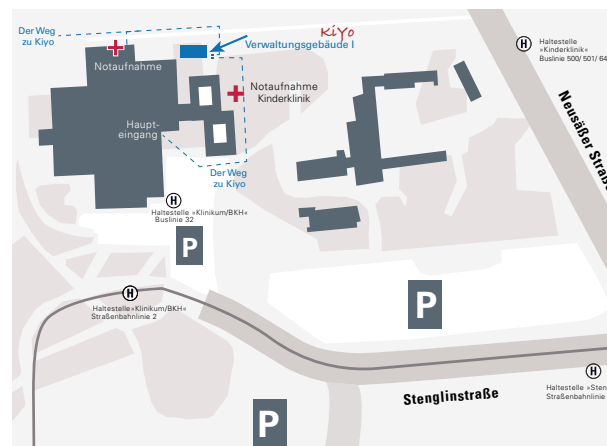 Der Weg
zu Kiyo
KiYo
Verwaltungsgebäude I
Haltestelle
»Kinderklinik«
Buslinie 500/ 501/ 64
Notaufnahme
Notaufnahme
Kinderklinik
Neusäßer Straße
Haupt-
eingang
Der Weg
zu Kiyo
H
Haltestelle »Klinikum/BKH«
Buslinie 32
P
H
Haltestelle»Klinikum/BKH«
Straßenbahnlinie 2
P
H
Haltestelle »Sten
Straßenbahnlinie
Stenglinstraße
P
H